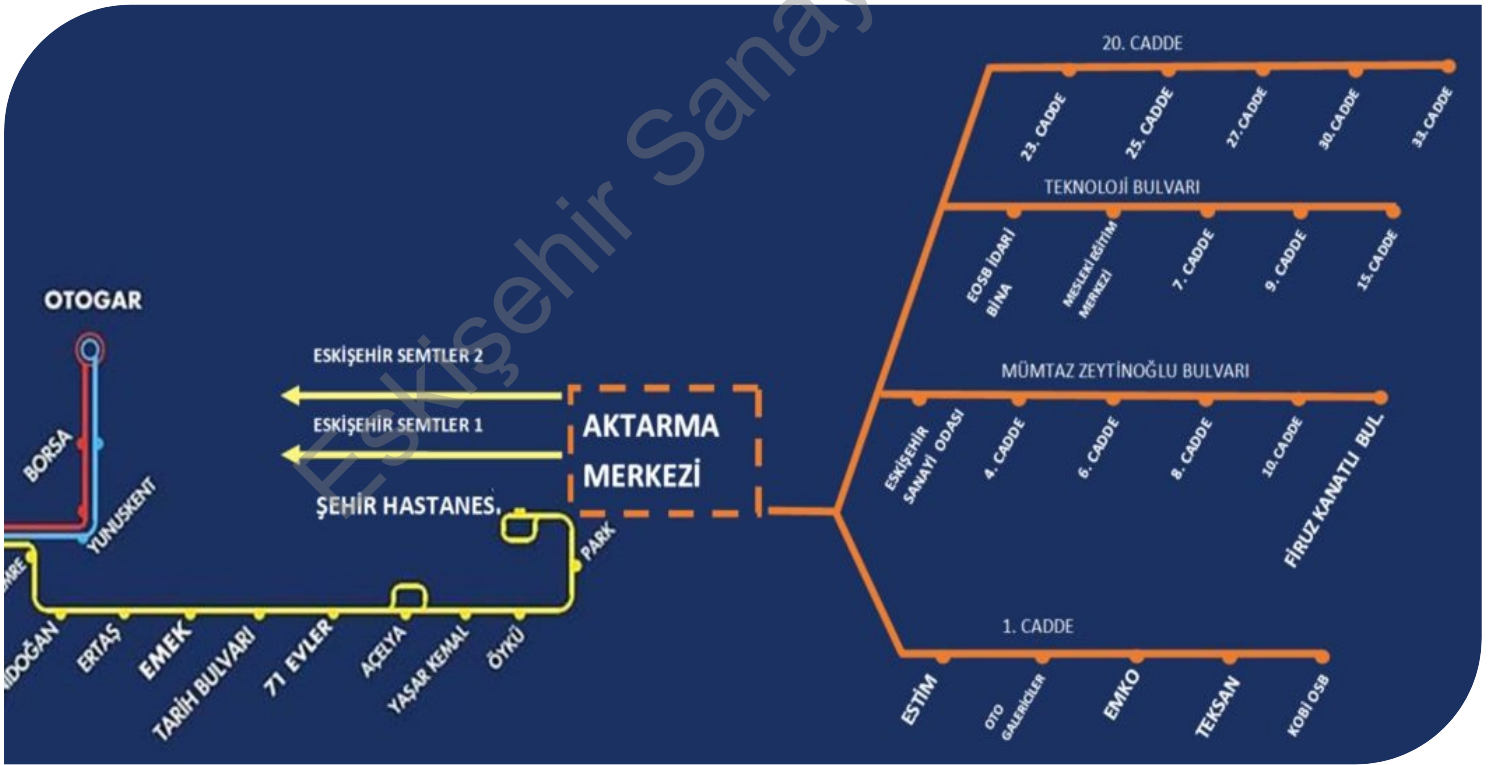 20. CADDE
23. CADDE
25. CADDE
27. CADDE
30. CADDE
33. CADDE
TEKNOLOJİ BULVARI
EOSB İDARİ
BİNA
MESLEKİ EĞİTİM
MERKEZİ
7. CADDE
9. CADDE
15. CADDE
MÜMTAZ ZEYTİNOĞLU BULVARI
ESKİŞEHİR
SANAYİ ODASI
4. CADDE
6. CADDE
8. CADDE
10. CADDE
FİRUZ KANATLI BUL.
1. CADDE
ESTİM
OTO
GALERİCİLER
EMKO
TEKSAN
KOBİ OSB
AKTARMA
MERKEZİ
ESKİŞEHİR SEMTLER 2
ESKİŞEHİR SEMTLER 1
ŞEHİR HASTANES.
OTOGAR
BORSA
YUNUSKENT
EMRE
NIDOĞAN
ERTAŞ
EMEK
TARİH BULVARI
71 EVLER
AÇELYA
YAŞAR KEMAL
ÖYKÜ
PARK
Eskişehir Sanay